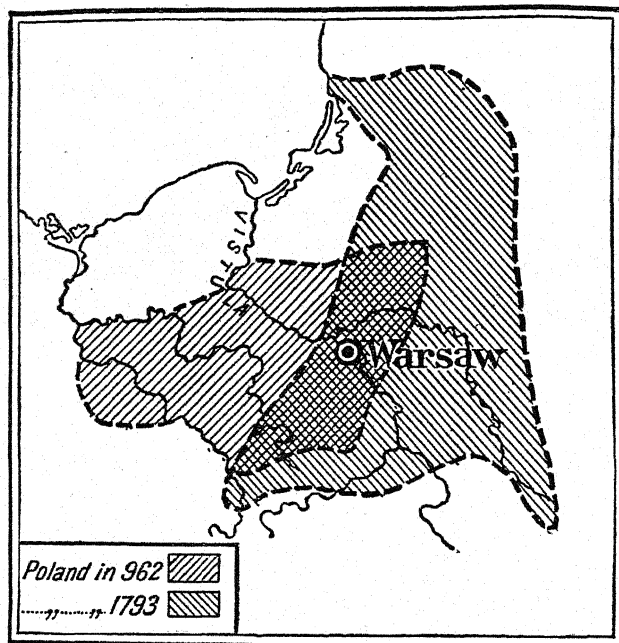 VISTULA
Warsaw
Poland in 962
„ „ 1793